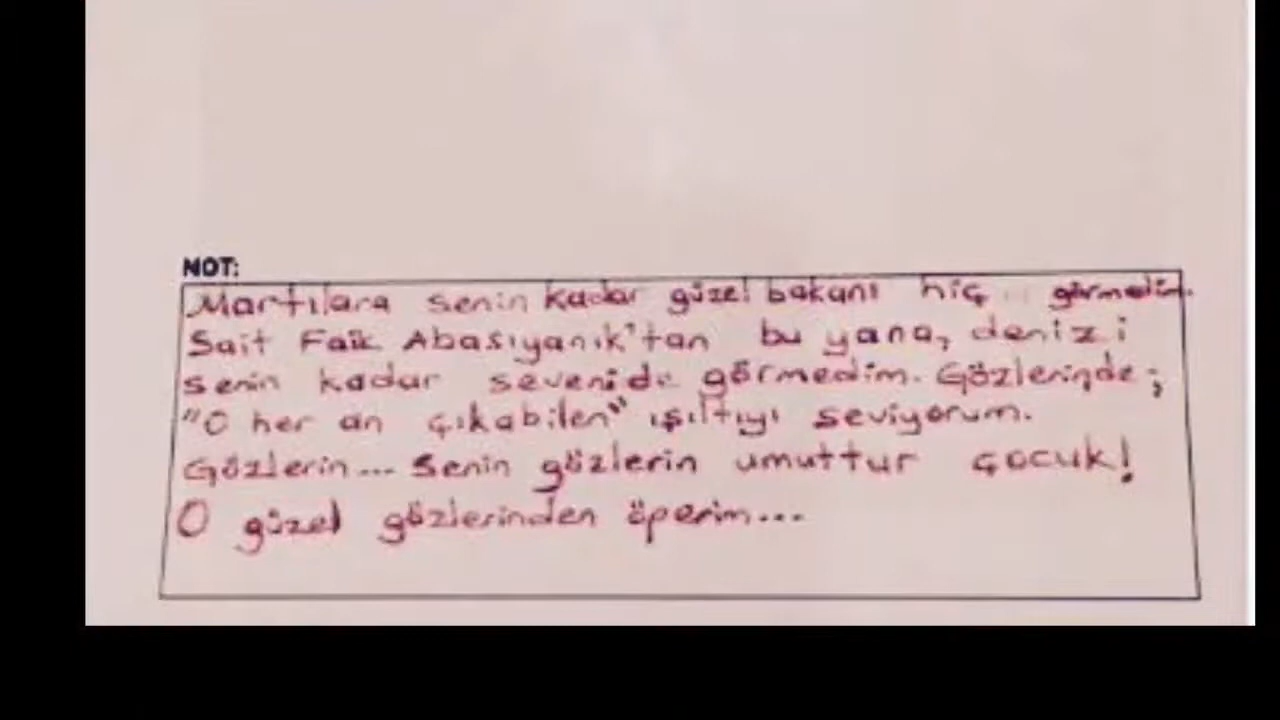 NOT:
Martılara senin kadar güzel bakanı hiç görmedim.
Sait Faik Abasıyanık'tan bu yana, denizi
senin kadar seveni de görmedim. Gözlerinde;
"O her an çıkabilen" ışıltıyı seviyorum.
Gözlerin... Senin gözlerin umuttur çocuk!
O güzel gözlerinden öperim...